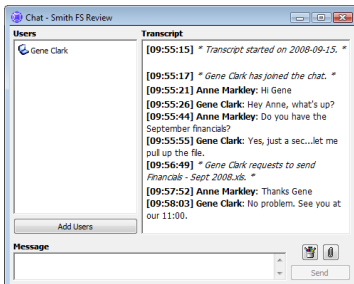 Chat - Smith FS Review
Users
Transcript
Gene Clark
[09:55:15] * Transcript started on 2008-09-15. *
[09:55:17] * Gene Clark has joined the chat. *
[09:55:21] Anne Markley: Hi Gene
[09:55:26] Gene Clark: Hey Anne, what's up?
[09:55:44] Anne Markley: Do you have the
September financials?
[09:55:55] Gene Clark: Yes, just a sec...let me
pull up the file.
[09:56:49] * Gene Clark requests to send
Financials - Sept 2008.xls. *
[09:57:52] Anne Markley: Thanks Gene
[09:58:03] Gene Clark: No problem. See you at
our 11:00.
Add Users
Message
Send